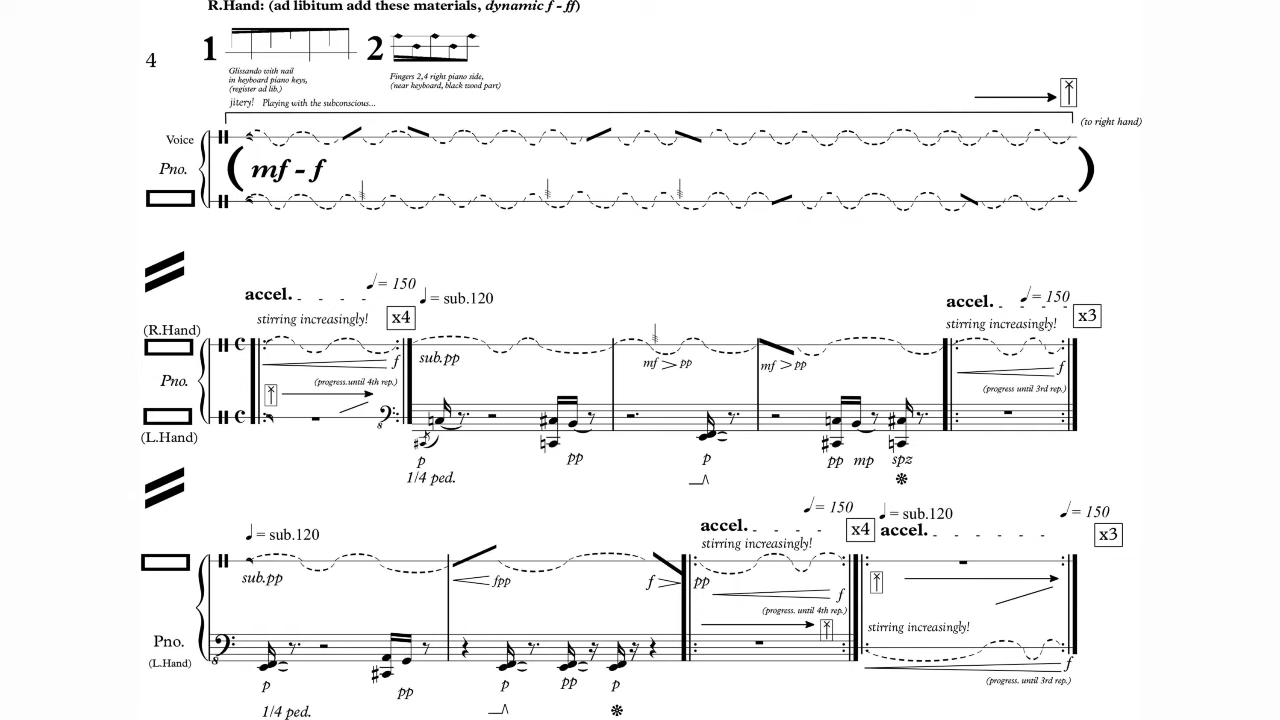 R.Hand: (ad libitum add these materials, dynamic f - ff)
4
1
2
Glissando with nail
in keyboard piano keys,
(register ad lib.)
Fingers 2,4 right piano side,
(near keyboard, black wood part)
jitery! Playing with the subconscious...
(to right hand)
Voice
Pno.
mf - f
accel.
= 150
= sub.120
accel.
= 150
stirring increasingly!
x4
stirring increasingly!
x3
(R.Hand)
f
sub.pp
mf > pp
mf > pp
f
Pno.
(progress.until 4th rep.)
(progress until 3rd rep.)
8
(L.Hand)
p
pp
p
pp mp spz
1/4 ped.
= sub.120
accel.
= 150
x4
= sub.120
accel.
= 150
x3
stirring increasingly!
sub.pp
fpp
f >
pp
f
(progress. until 4th rep.)
stirring increasingly!
Pno.
(L.Hand)
8
f
(progress. until 3rd rep.)
p
pp
p
pp
p
1/4 ped.